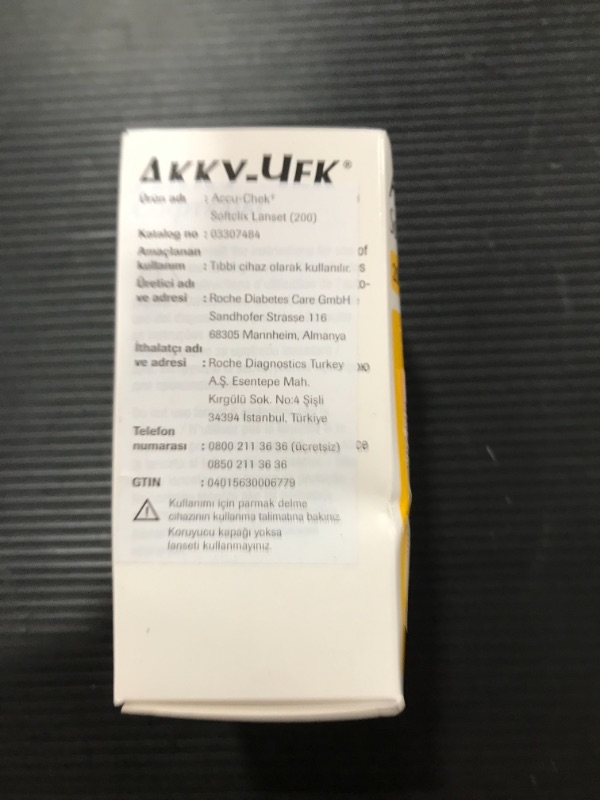 АККУ-ЧЕК®
Ürün adı : Accu-Chek®
Softclix Lanset (200)
Katalog no : 03307484
Amaçlanan
kullanım : Tıbbi cihaz olarak kullanılır.
Üretici adı
ve adresi : Roche Diabetes Care GmbH
Sandhofer Strasse 116
68305 Mannheim, Almanya
İthalatçı adı
ve adresi : Roche Diagnostics Turkey
A.Ş. Esentepe Mah.
Kırgülü Sok. No:4 Şişli
34394 İstanbul, Türkiye
Telefon
numarası : 0800 211 36 36 (ücretsiz)
0850 211 36 36
GTIN : 04015630006779
Kullanımı için parmak delme
cihazının kullanma talimatına bakınız.
Koruyucu kapağı yoksa
lanseti kullanmayınız.